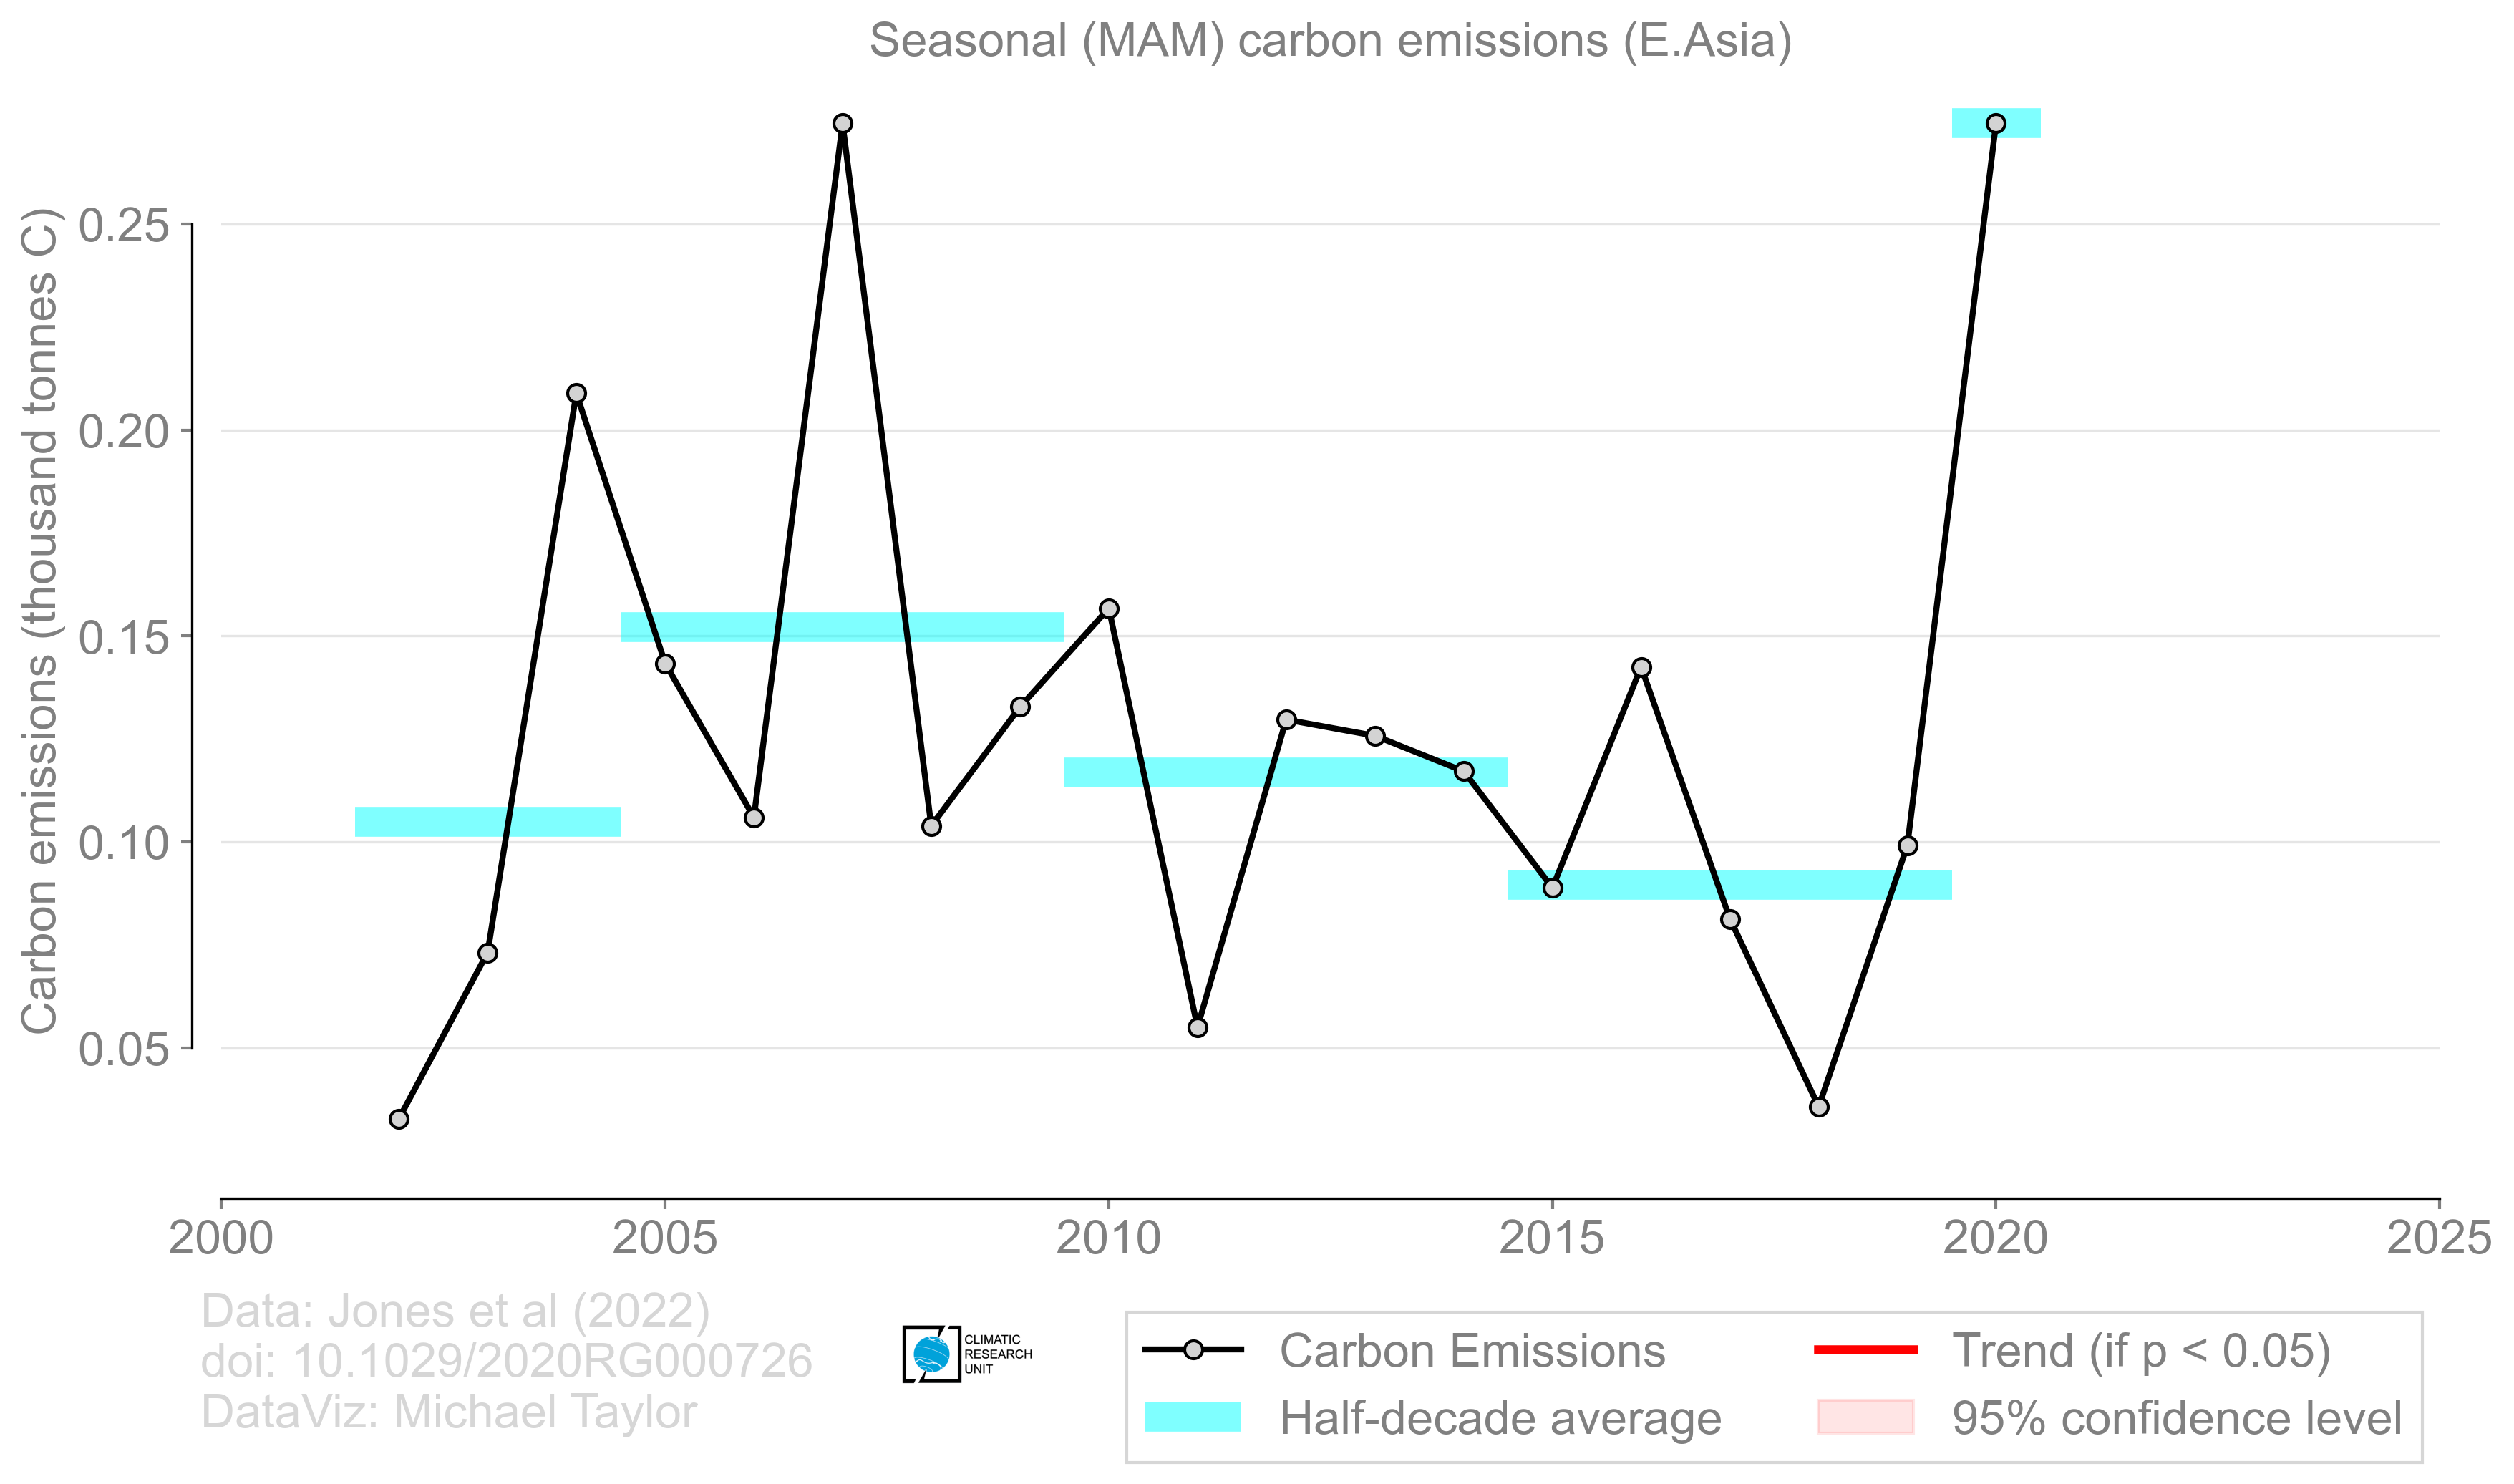 Seasonal (MAM) carbon emissions (E.Asia)
Carbon emissions (thousand tonnes C)
0.25
0.20
0.15
0.10
0.05
2000
2005
2010
2015
2020
2025
Data: Jones et al (2022)
doi: 10.1029/2020RG000726
DataViz: Michael Taylor
CLIMATIC
RESEARCH
UNIT
Carbon Emissions
Half-decade average
Trend (if p < 0.05)
95% confidence level